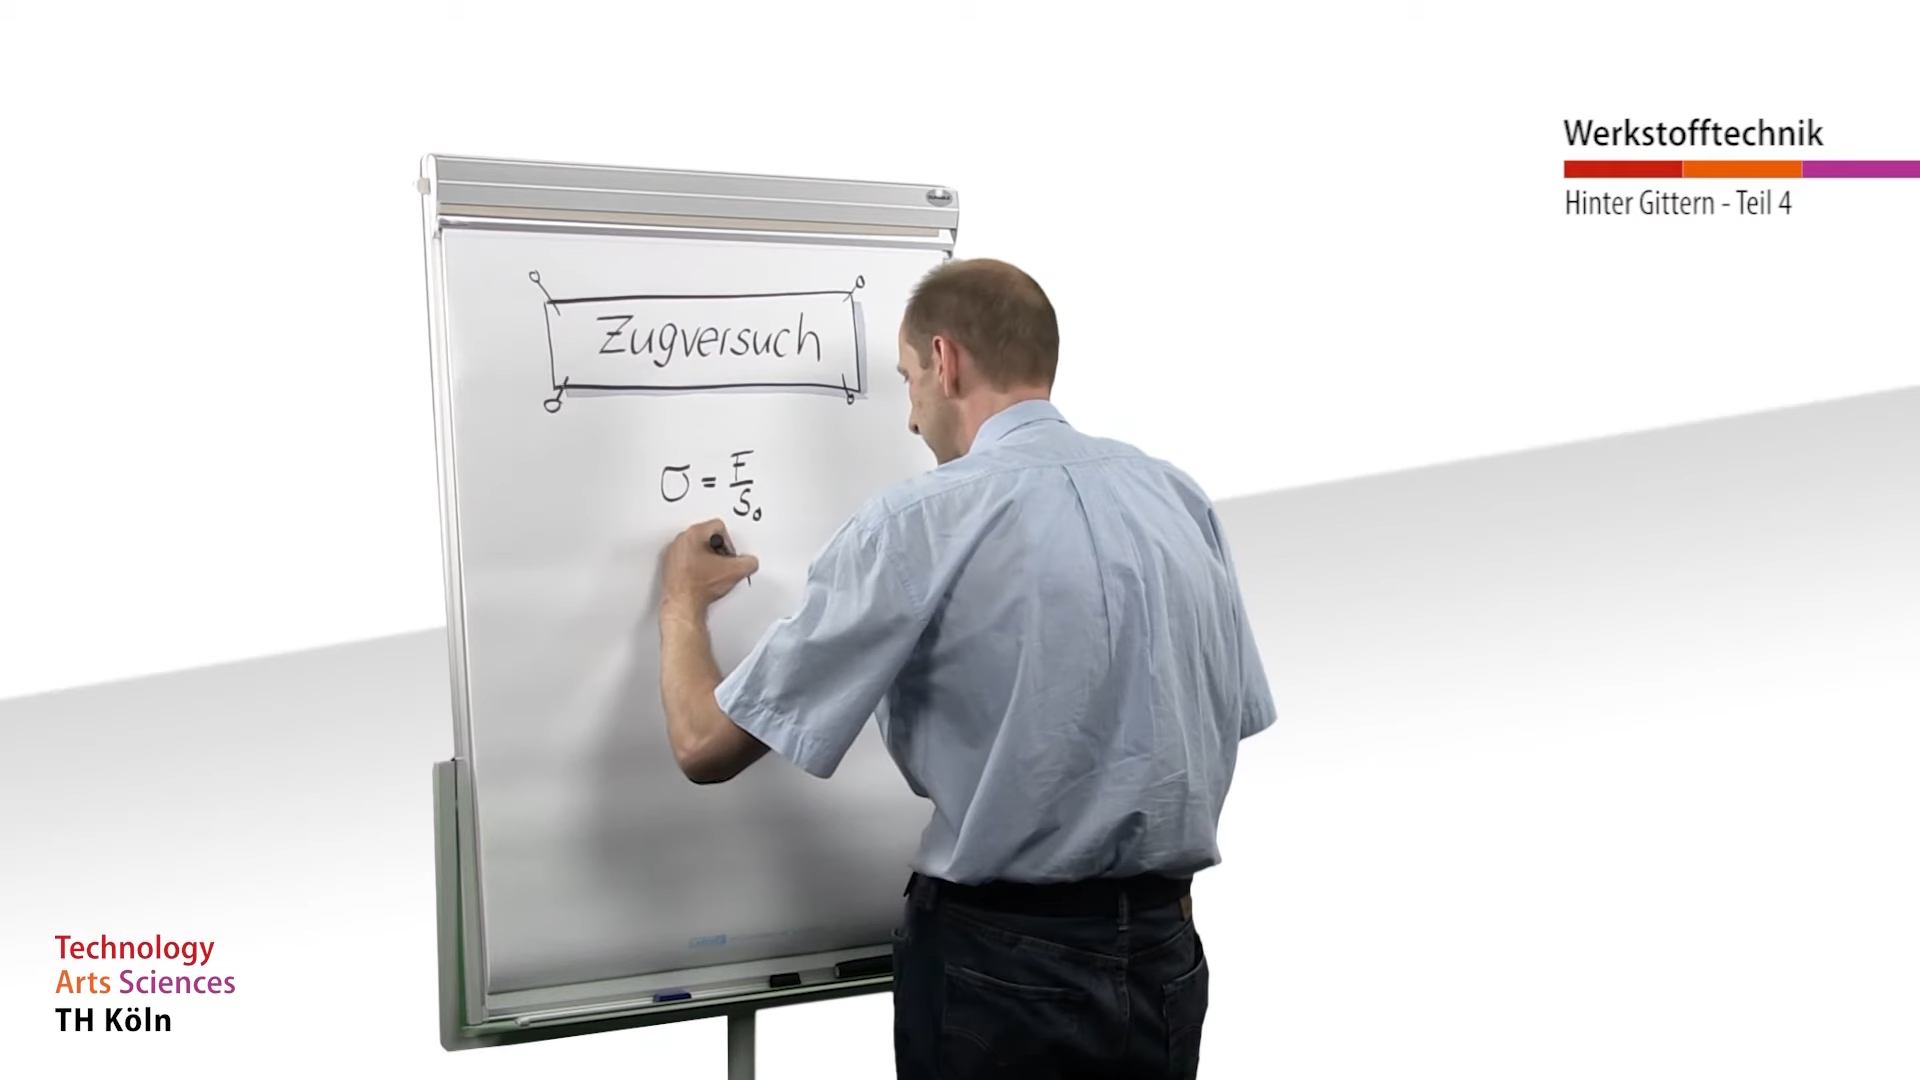 Werkstofftechnik
Hinter Gittern - Teil 4
Zugversuch
σ = F/S₀
Technology
Arts Sciences
TH Köln